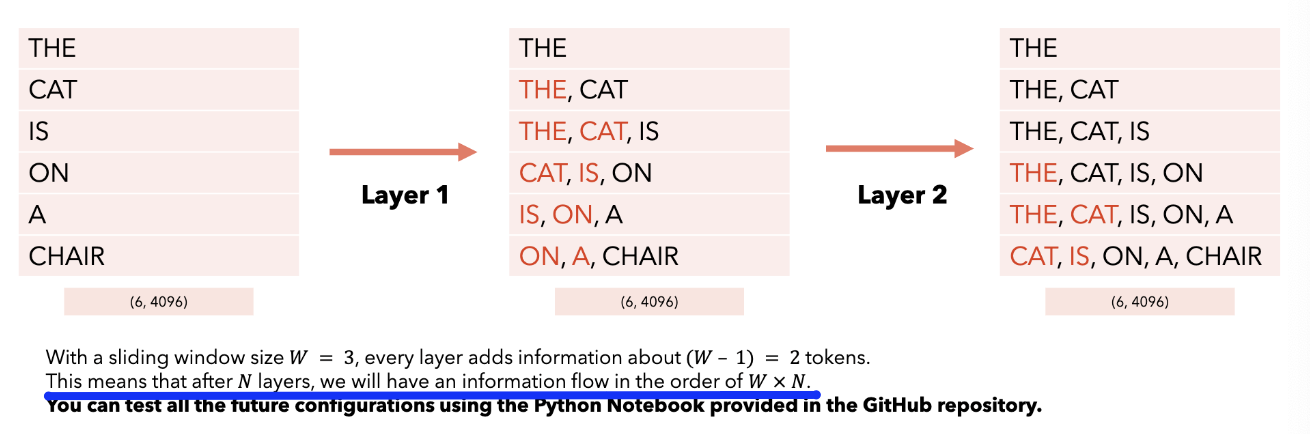 THE
CAT
IS
ON
A
CHAIR
(6, 4096)
Layer 1
THE
THE, CAT
THE, CAT, IS
CAT, IS, ON
IS, ON, A
ON, A, CHAIR
(6, 4096)
Layer 2
THE
THE, CAT
THE, CAT, IS
THE, CAT, IS, ON
THE, CAT, IS, ON, A
CAT, IS, ON, A, CHAIR
(6, 4096)
With a sliding window size W = 3, every layer adds information about (W − 1) = 2 tokens.
This means that after N layers, we will have an information flow in the order of W × N.
You can test all the future configurations using the Python Notebook provided in the GitHub repository.